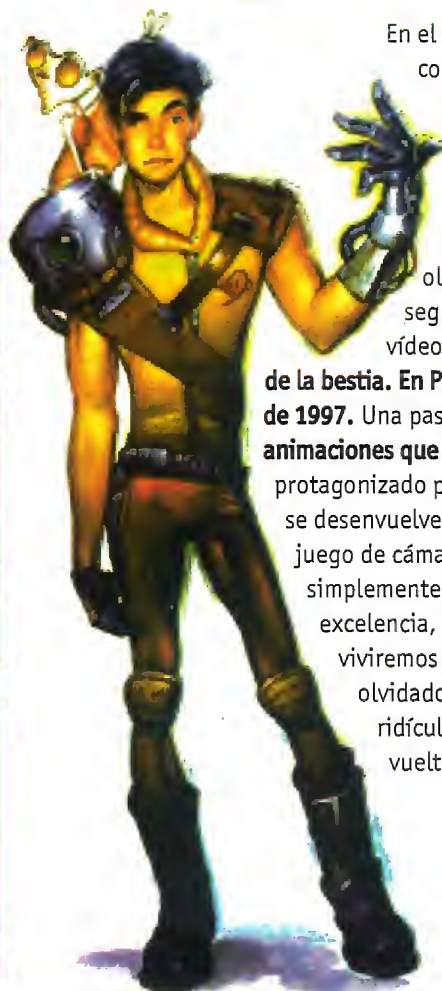 En el
co
ol
seg
vídeo
de la bestia. En P
de 1997. Una pas
animaciones que
protagonizado p
se desenvuelve
juego de cáma
simplemente
excelencia,
viviremos
olvidado
ridícul
vuelt